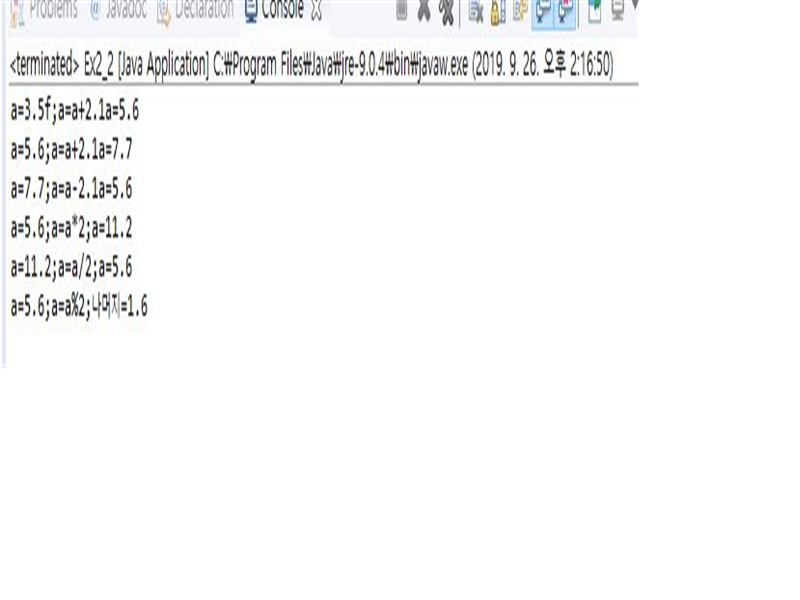 Problems @ Javadoc Declaration Console
<terminated> Ex2_2 [Java Application] C:₩Program Files₩Java₩jre-9.0.4₩bin₩javaw.exe (2019. 9. 26. 오후 2:16:50)
a=3.5f;a=a+2.1a=5.6
a=5.6;a=a+2.1a=7.7
a=7.7;a=a-2.1a=5.6
a=5.6;a=a*2;a=11.2
a=11.2;a=a/2;a=5.6
a=5.6;a=a%2;나머지=1.6